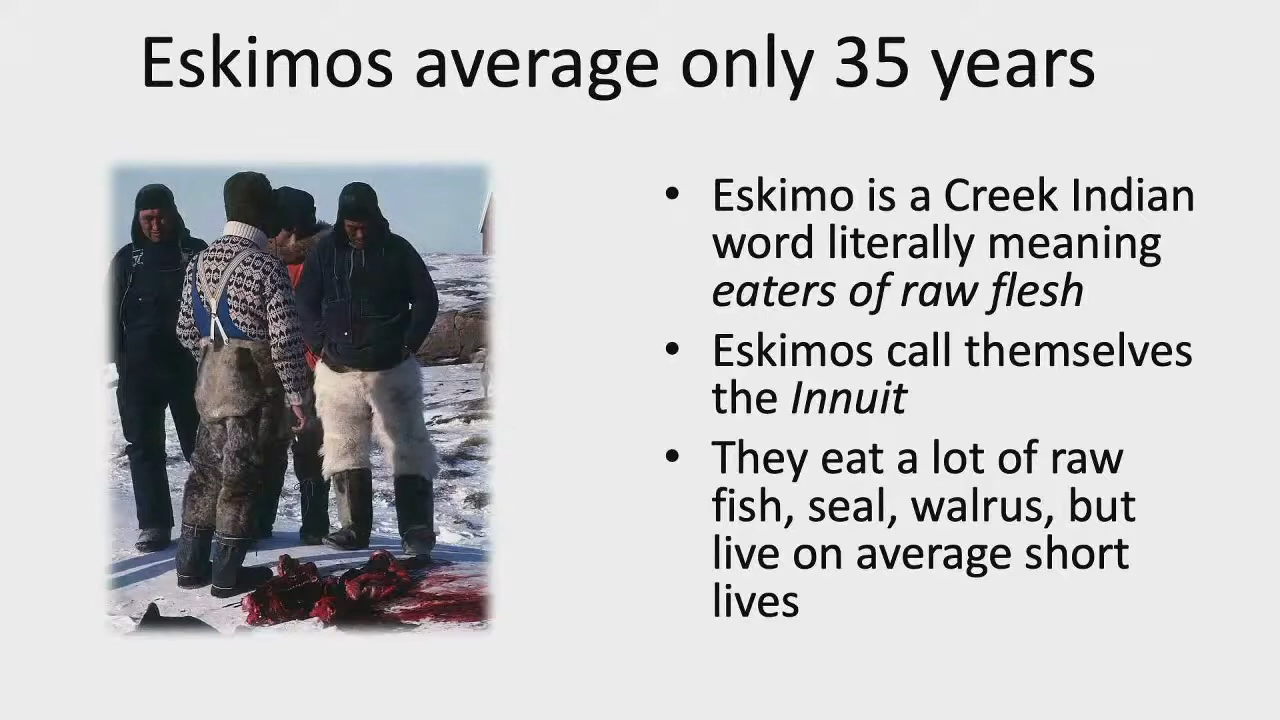 Eskimos average only 35 years
• Eskimo is a Creek Indian
word literally meaning
eaters of raw flesh
• Eskimos call themselves
the Innuit
• They eat a lot of raw
fish, seal, walrus, but
live on average short
lives